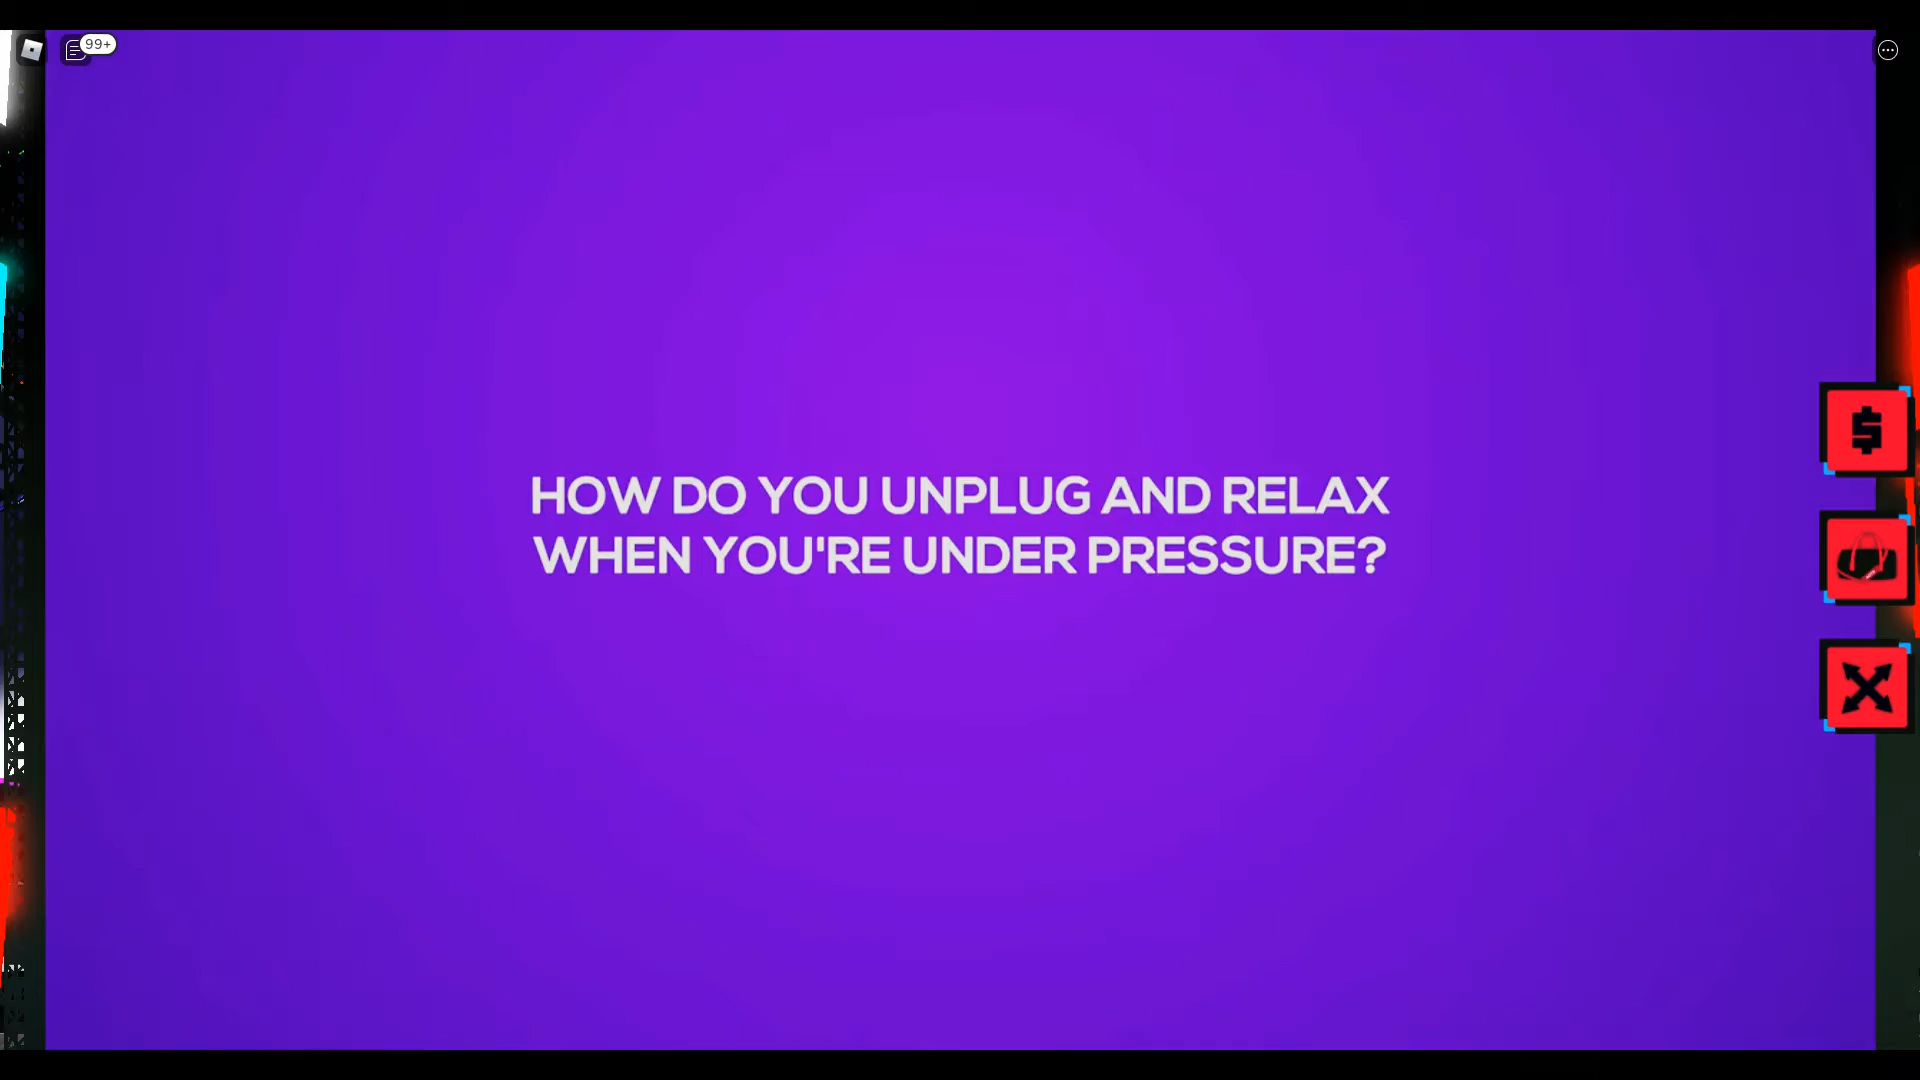 99+
HOW DO YOU UNPLUG AND RELAX
WHEN YOU'RE UNDER PRESSURE?
$